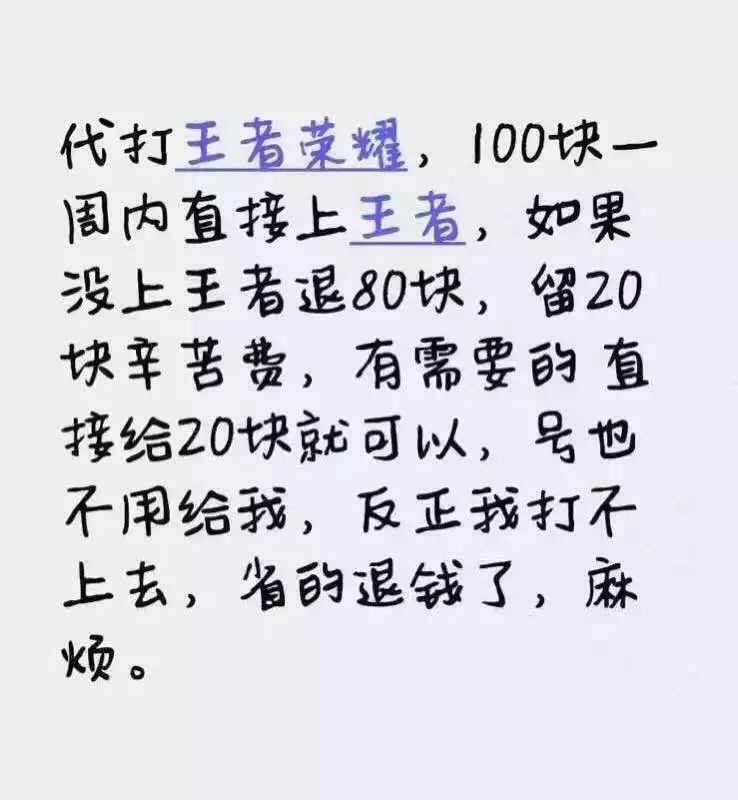 代打王者荣耀，100块一
周内直接上王者，如果
没上王者退80块，留20
块辛苦费，有需要的直
接给20块就可以，号也
不用给我，反正我打不
上去，省的退钱了，麻
烦。